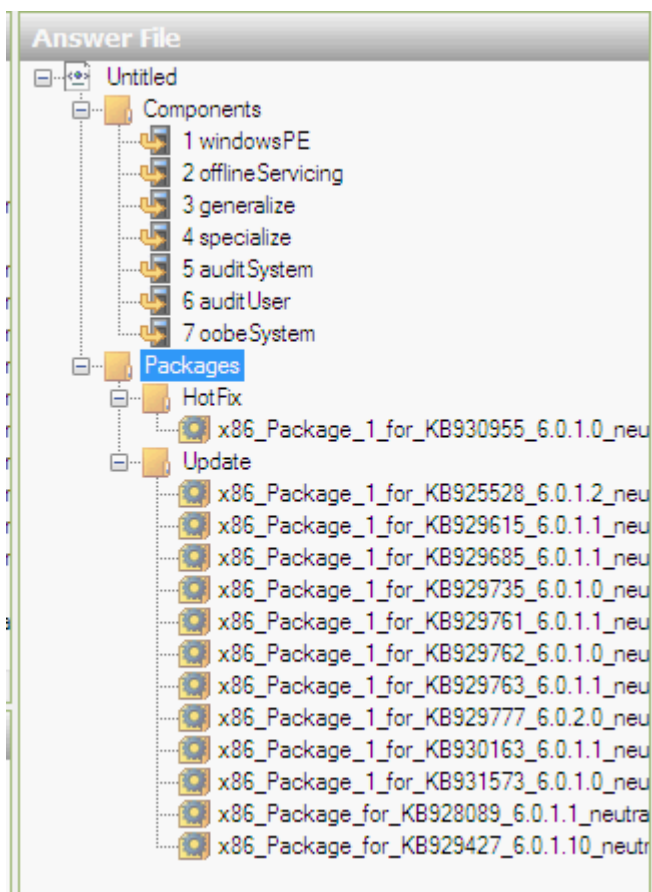 Answer File
Untitled
Components
1 windowsPE
2 offlineServicing
3 generalize
4 specialize
5 auditSystem
6 auditUser
7 oobeSystem
Packages
HotFix
x86_Package_1_for_KB930955_6.0.1.0_neu
Update
x86_Package_1_for_KB925528_6.0.1.2_neu
x86_Package_1_for_KB929615_6.0.1.1_neu
x86_Package_1_for_KB929685_6.0.1.1_neu
x86_Package_1_for_KB929735_6.0.1.0_neu
x86_Package_1_for_KB929761_6.0.1.1_neu
x86_Package_1_for_KB929762_6.0.1.0_neu
x86_Package_1_for_KB929763_6.0.1.1_neu
x86_Package_1_for_KB929777_6.0.2.0_neu
x86_Package_1_for_KB930163_6.0.1.1_neu
x86_Package_1_for_KB931573_6.0.1.0_neu
x86_Package_for_KB928089_6.0.1.1_neutra
x86_Package_for_KB929427_6.0.1.10_neutr